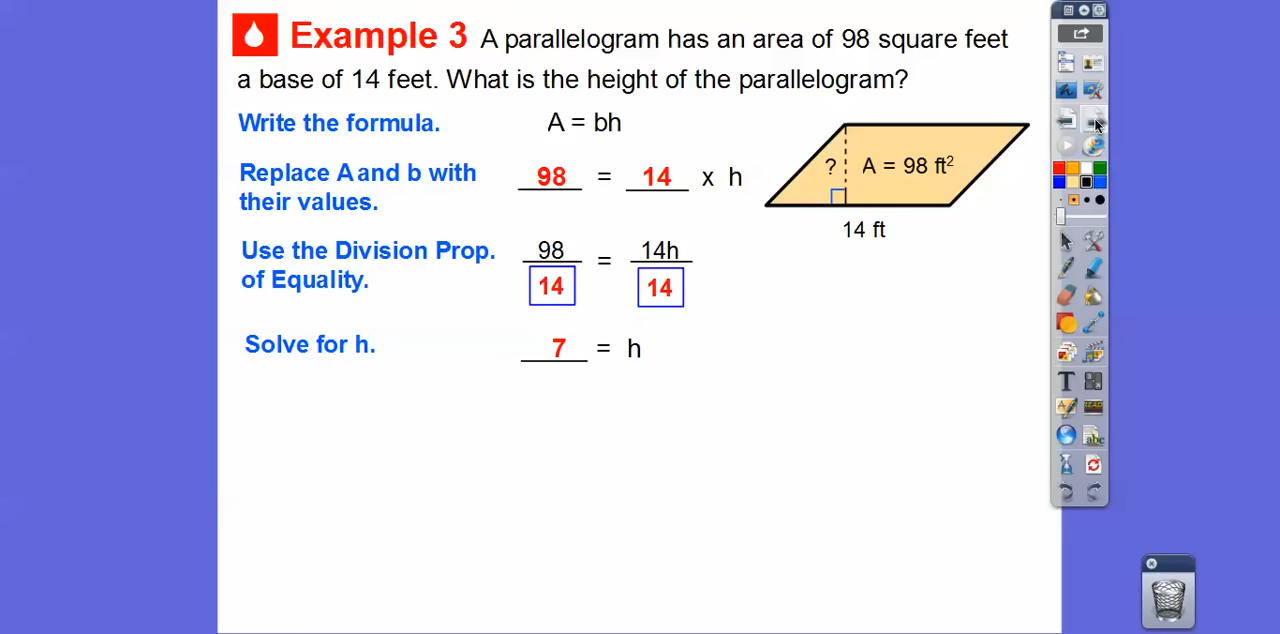 Example 3 A parallelogram has an area of 98 square feet
a base of 14 feet. What is the height of the parallelogram?
Write the formula. A = bh
Replace A and b with
their values.
98 = 14 x h
? A = 98 ft²
14 ft
Use the Division Prop.
of Equality.
98 = 14h
14 14
Solve for h. 7 = h